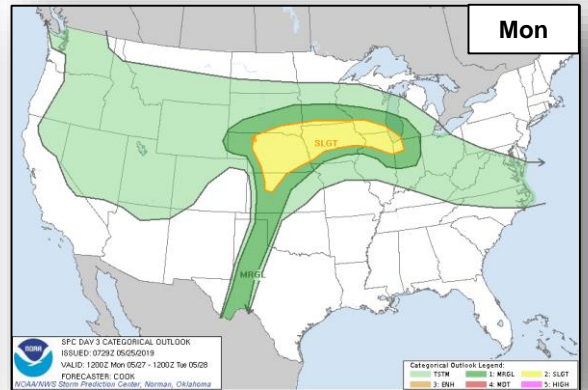 Mon
SLGT
MRGL
SPC DAY 3 CATEGORICAL OUTLOOK
ISSUED: 0729Z 05/25/2019
VALID: 1200Z Mon 05/27 - 1200Z Tue 05/28
FORECASTER: COOK
NOAA/NWS Storm Prediction Center, Norman, Oklahoma
NOAA
Categorical Outlook Legend:
TSTM 1: MRGL 2: SLGT
3: ENH 4: MDT 5: HIGH